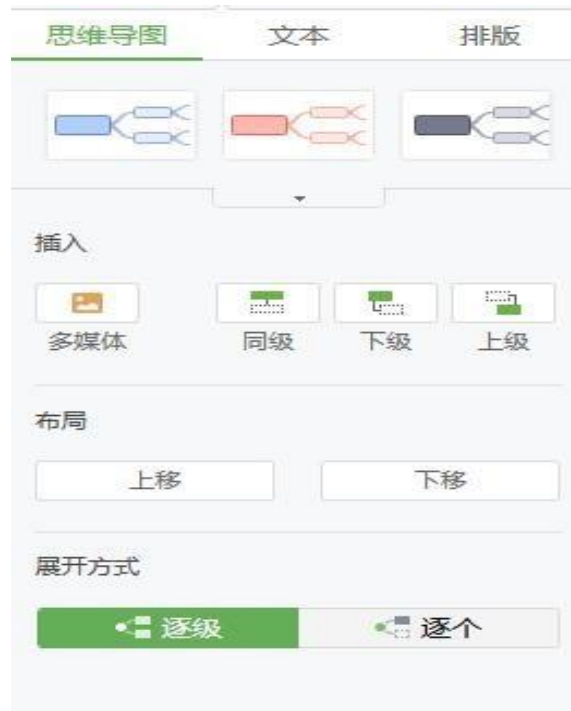 思维导图 文本 排版
插入
多媒体 同级 下级 上级
布局
上移 下移
展开方式
逐级 逐个